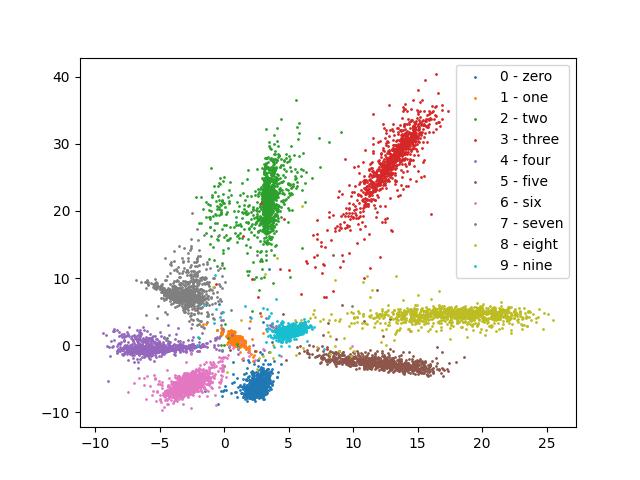 40
30
20
10
0
−10
−10
−5
0
5
10
15
20
25
0 - zero
1 - one
2 - two
3 - three
4 - four
5 - five
6 - six
7 - seven
8 - eight
9 - nine